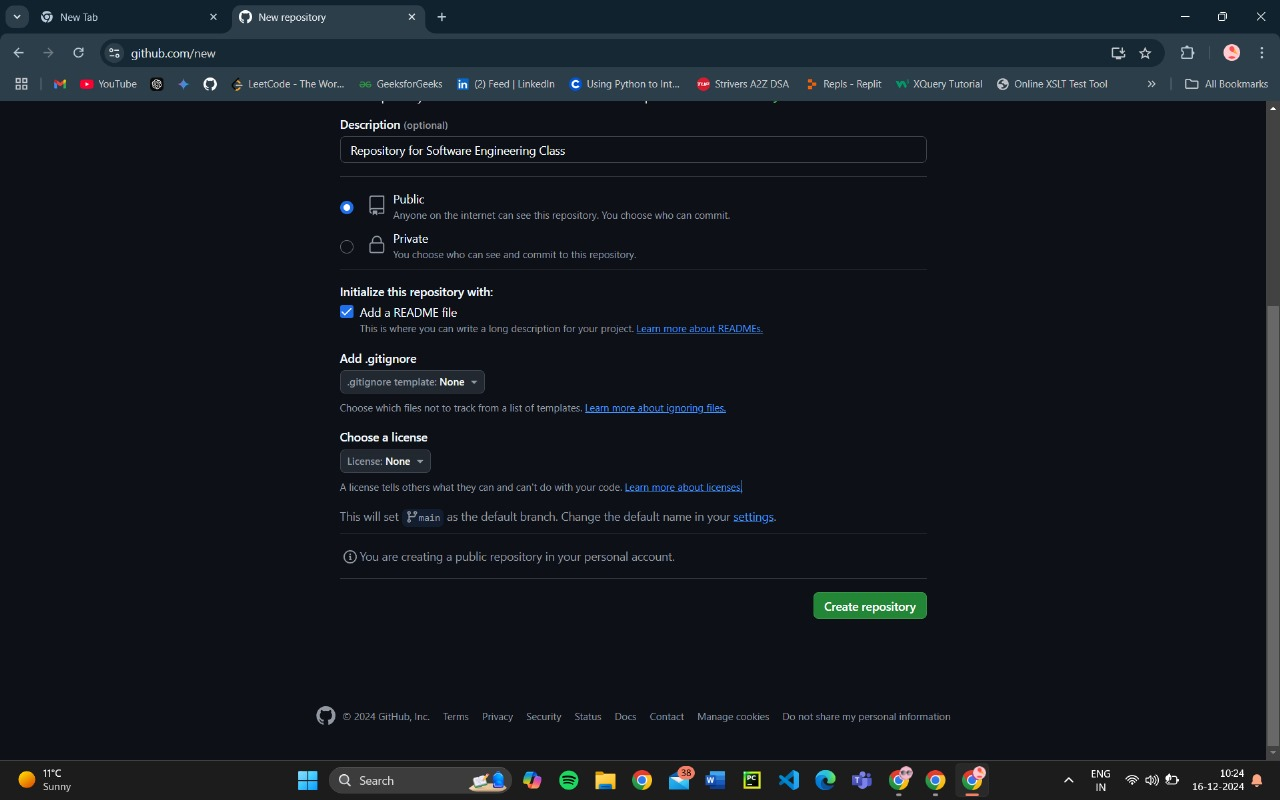 New Tab
New repository
github.com/new
YouTube
LeetCode - The Wor...
GeeksforGeeks
(2) Feed | LinkedIn
Using Python to Int...
Strivers A2Z DSA
Repls - Replit
XQuery Tutorial
Online XSLT Test Tool
All Bookmarks
Description (optional)
Repository for Software Engineering Class
Public
Anyone on the internet can see this repository. You choose who can commit.
Private
You choose who can see and commit to this repository.
Initialize this repository with:
Add a README file
This is where you can write a long description for your project. Learn more about READMEs.
Add .gitignore
.gitignore template: None
Choose which files not to track from a list of templates. Learn more about ignoring files.
Choose a license
License: None
A license tells others what they can and can't do with your code. Learn more about licenses.
This will set main as the default branch. Change the default name in your settings.
You are creating a public repository in your personal account.
Create repository
© 2024 GitHub, Inc. Terms Privacy Security Status Docs Contact Manage cookies Do not share my personal information
11°C
Sunny
Search
38
ENG
IN
10:24
16-12-2024